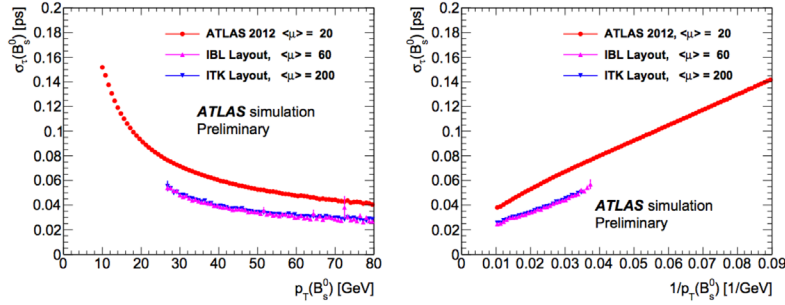 σ_τ(B_s^0) [ps]
0.2
0.18
0.16
0.14
0.12
0.1
0.08
0.06
0.04
0.02
0
ATLAS 2012 <μ> = 20
IBL Layout, <μ> = 60
ITK Layout, <μ> = 200
ATLAS simulation
Preliminary
0 10 20 30 40 50 60 70 80
p_T(B_s^0) [GeV]
σ_τ(B_s^0) [ps]
0.2
0.18
0.16
0.14
0.12
0.1
0.08
0.06
0.04
0.02
0
ATLAS 2012, <μ> = 20
IBL Layout, <μ> = 60
ITK Layout, <μ> = 200
ATLAS simulation
Preliminary
0 0.01 0.02 0.03 0.04 0.05 0.06 0.07 0.08 0.09
1/p_T(B_s^0) [1/GeV]